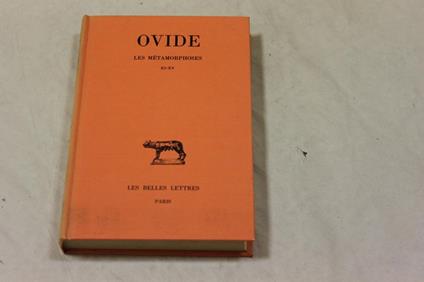 OVIDE
LES MÉTAMORPHOSES
XI-XV
LES BELLES LETTRES
PARIS